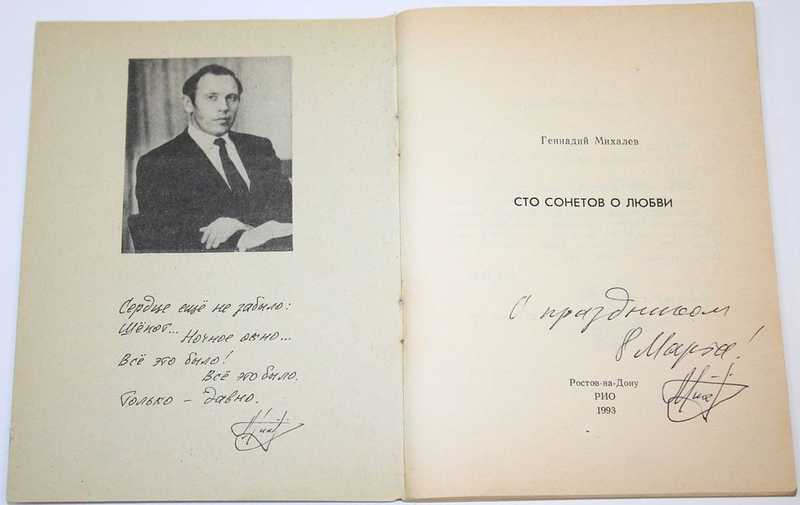 Сердце ещё не забыло:
Шёпот... Ночное окно...
Всё это было!
Всё это было.
Только – давно.
Геннадий Михалев
СТО СОНЕТОВ О ЛЮБВИ
С праздником
8 Марта!
Ростов-на-Дону
РИО
1993